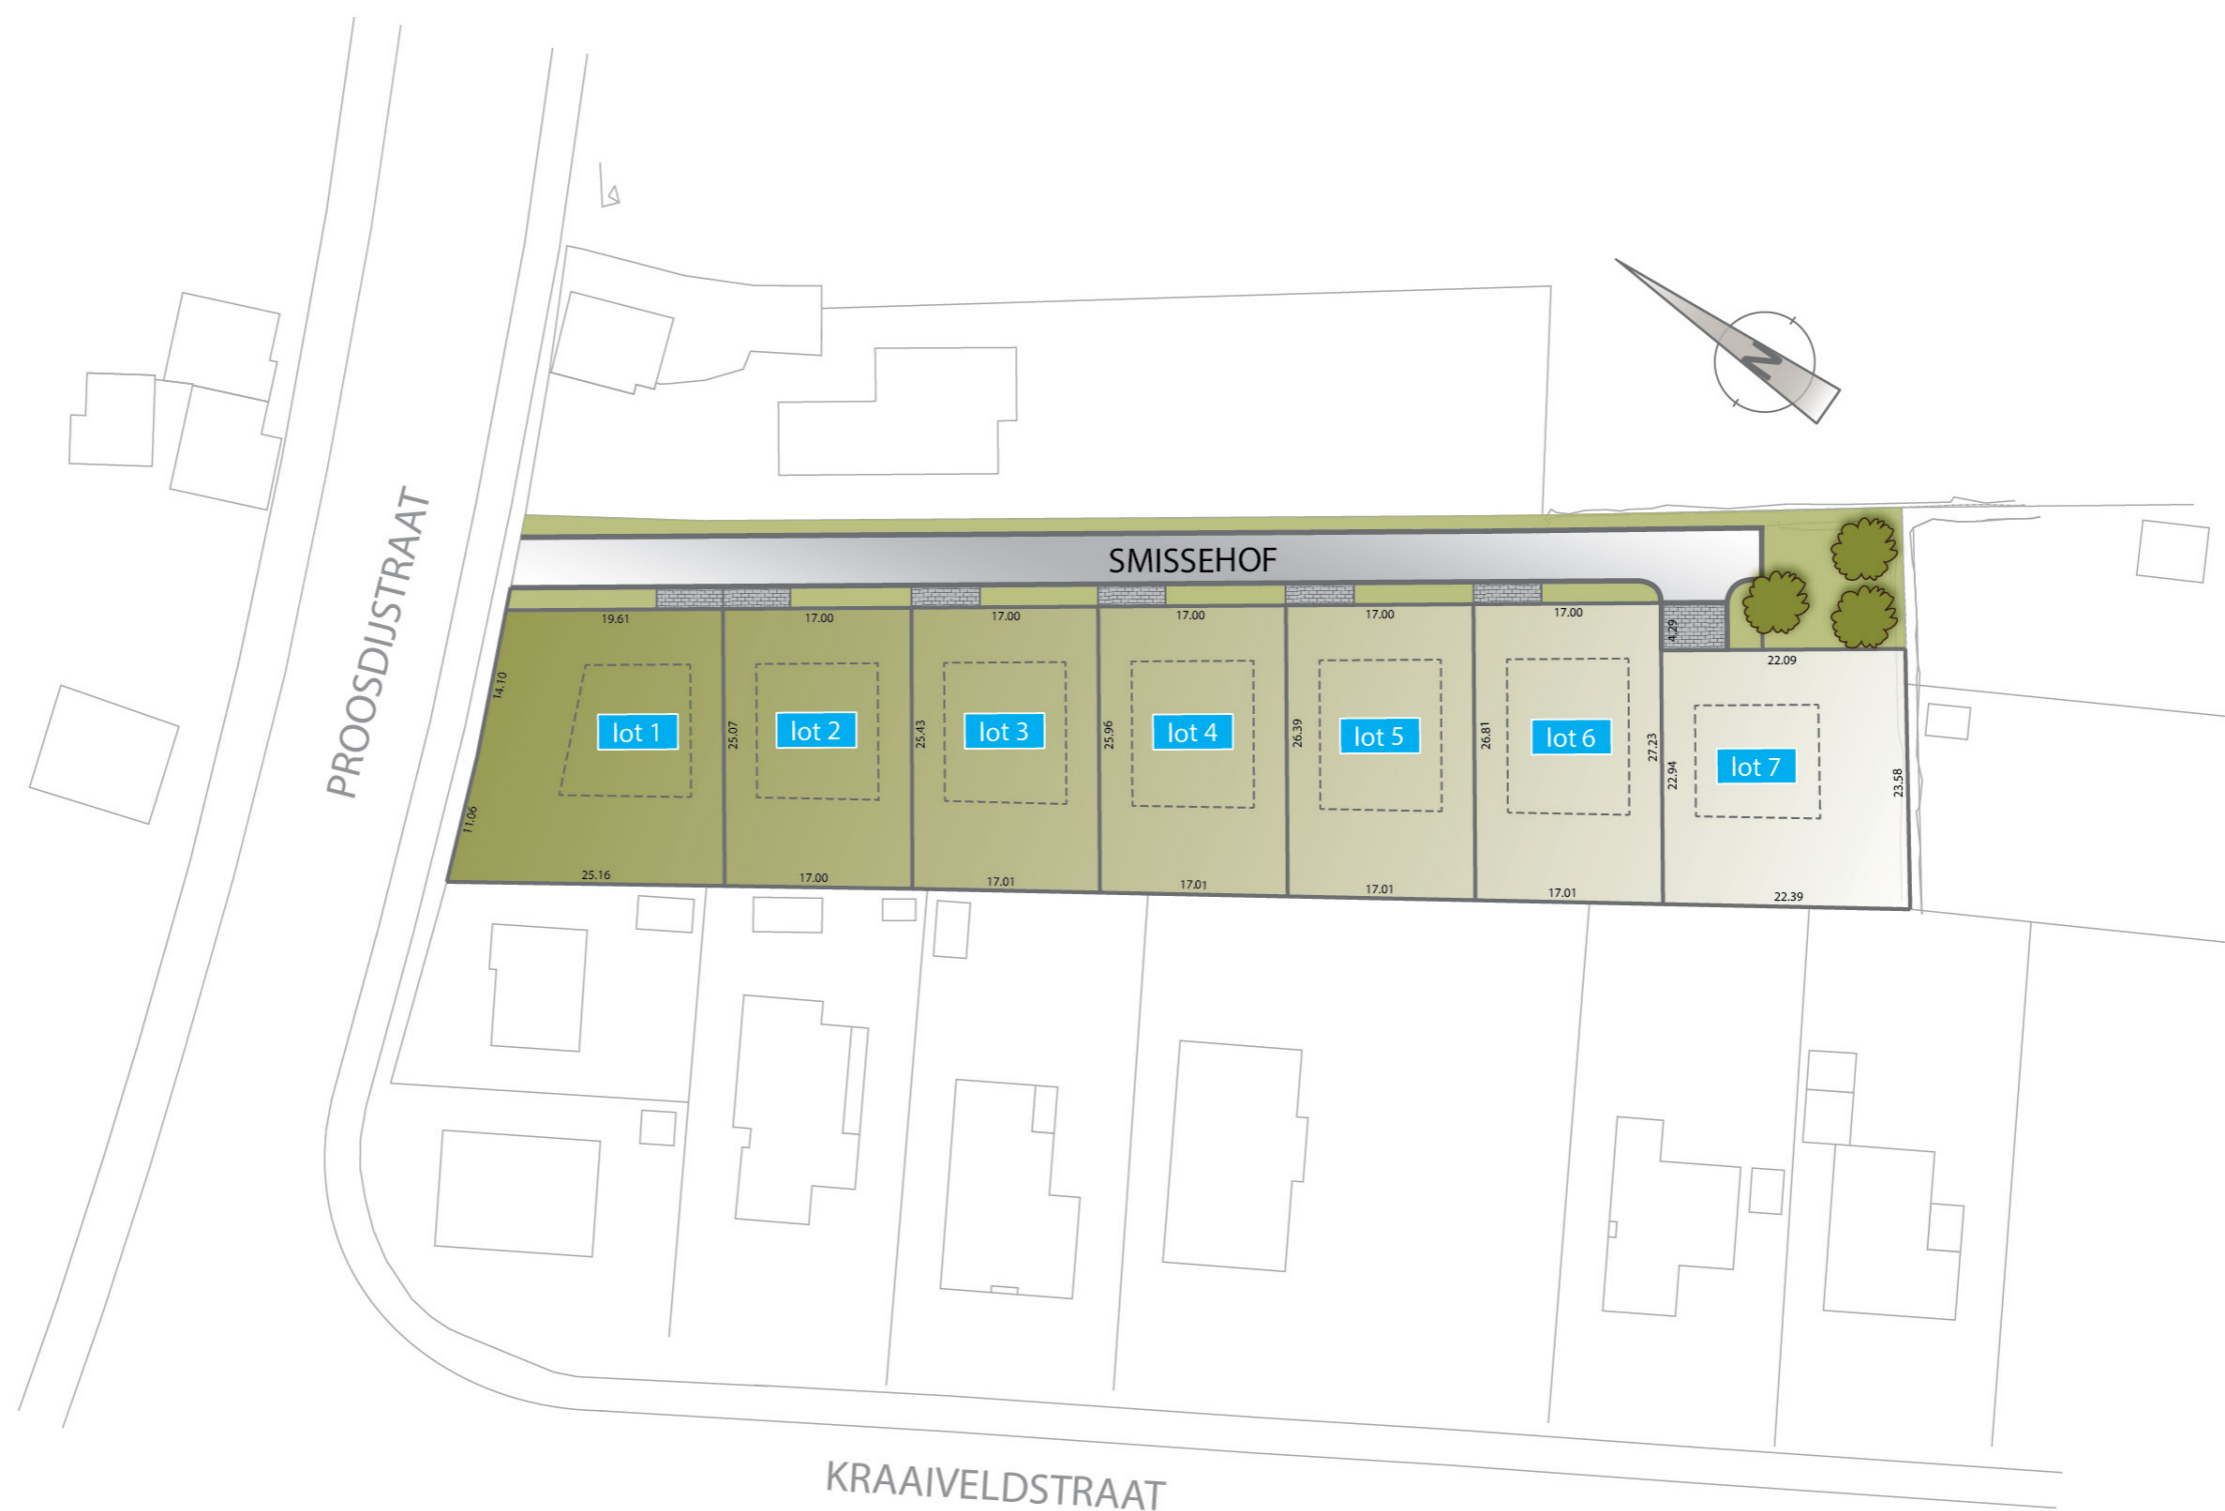 N
PROOSDIJSTRAAT
SMISSEHOF
19.61
17.00
17.00
17.00
17.00
17.00
4.29
22.09
14.10
11.06
lot 1
25.07
lot 2
25.43
lot 3
25.96
lot 4
26.39
lot 5
26.81
lot 6
27.23
22.94
lot 7
23.58
25.16
17.00
17.01
17.01
17.01
17.01
22.39
KRAAIVELDSTRAAT